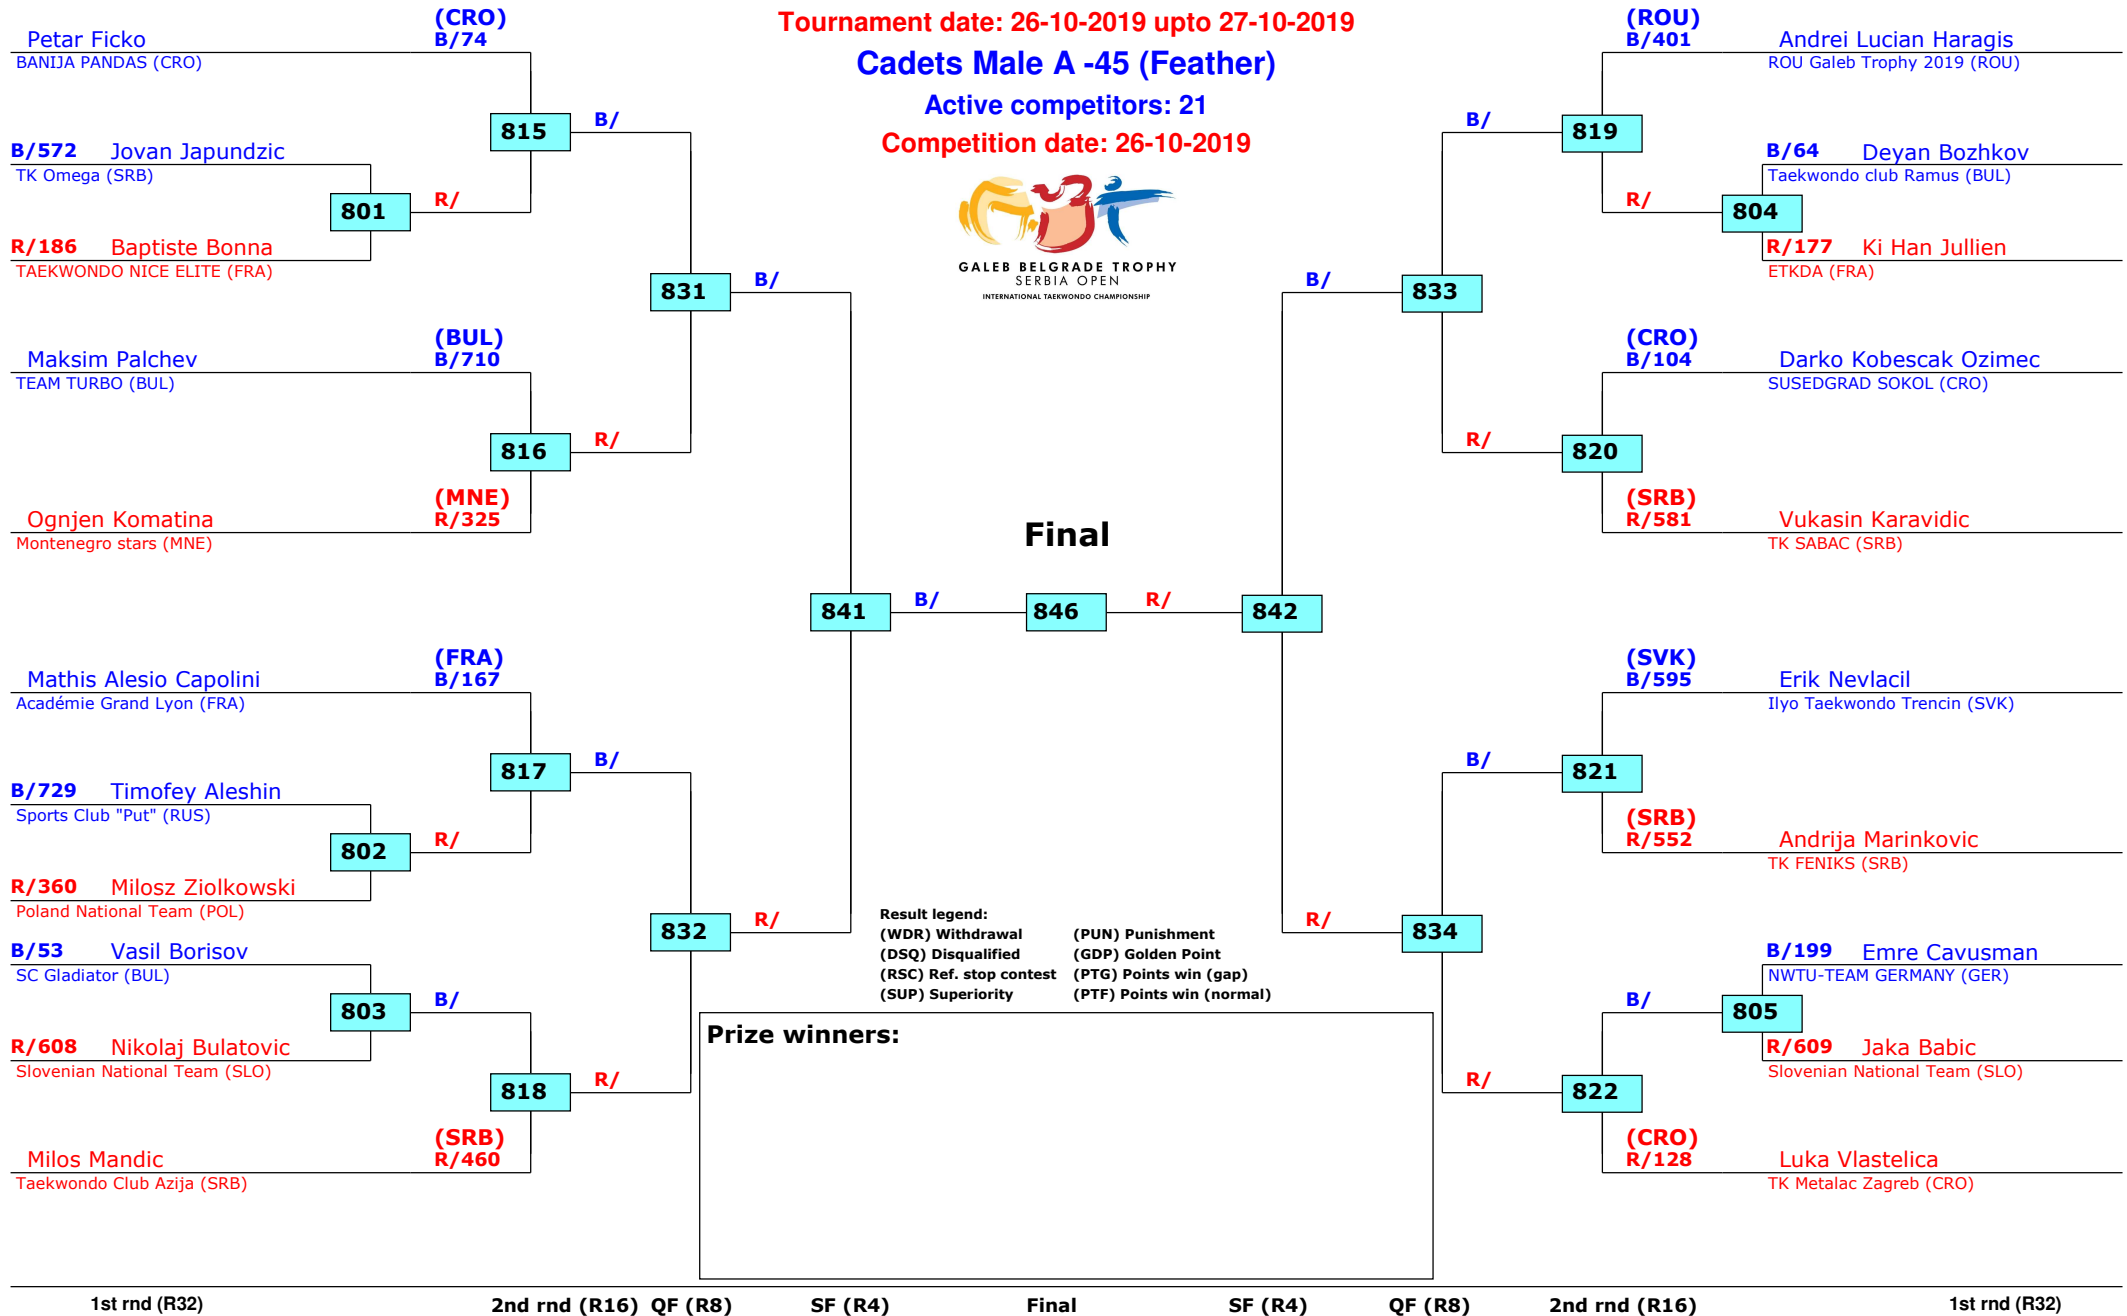 Tournament date: 26-10-2019 upto 27-10-2019
Cadets Male A -45 (Feather)
Active competitors: 21
Competition date: 26-10-2019
GALEB BELGRADE TROPHY
SERBIA OPEN
INTERNATIONAL TAEKWONDO CHAMPIONSHIP
(CRO)
Petar Ficko B/74
BANIJA PANDAS (CRO)
815
B/
B/572 Jovan Japundzic
TK Omega (SRB)
801
R/
R/186 Baptiste Bonna
TAEKWONDO NICE ELITE (FRA)
831
B/
(BUL)
Maksim Palchev B/710
TEAM TURBO (BUL)
816
R/
(MNE)
Ognjen Komatina R/325
Montenegro stars (MNE)
841
B/
(FRA)
Mathis Alesio Capolini B/167
Académie Grand Lyon (FRA)
817
B/
B/729 Timofey Aleshin
Sports Club "Put" (RUS)
802
R/
R/360 Milosz Ziolkowski
Poland National Team (POL)
832
R/
B/53 Vasil Borisov
SC Gladiator (BUL)
803
B/
R/608 Nikolaj Bulatovic
Slovenian National Team (SLO)
818
R/
(SRB)
Milos Mandic R/460
Taekwondo Club Azija (SRB)
Final
846
R/
842
(ROU)
B/401 Andrei Lucian Haragis
ROU Galeb Trophy 2019 (ROU)
B/
819
B/64 Deyan Bozhkov
Taekwondo club Ramus (BUL)
R/
804
R/177 Ki Han Jullien
ETKDA (FRA)
B/
833
(CRO)
B/104 Darko Kobescak Ozimec
SUSEDGRAD SOKOL (CRO)
R/
820
(SRB)
R/581 Vukasin Karavidic
TK SABAC (SRB)
(SVK)
B/595 Erik Nevlacil
Ilyo Taekwondo Trencin (SVK)
B/
821
(SRB)
R/552 Andrija Marinkovic
TK FENIKS (SRB)
R/
834
B/199 Emre Cavusman
NWTU-TEAM GERMANY (GER)
B/
805
R/609 Jaka Babic
Slovenian National Team (SLO)
R/
822
(CRO)
R/128 Luka Vlastelica
TK Metalac Zagreb (CRO)
Result legend:
(WDR) Withdrawal (PUN) Punishment
(DSQ) Disqualified (GDP) Golden Point
(RSC) Ref. stop contest (PTG) Points win (gap)
(SUP) Superiority (PTF) Points win (normal)
Prize winners:
1st rnd (R32) 2nd rnd (R16) QF (R8) SF (R4) Final SF (R4) QF (R8) 2nd rnd (R16) 1st rnd (R32)